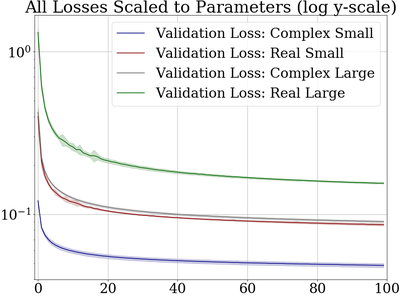 All Losses Scaled to Parameters (log y-scale)
10⁰
10⁻¹
Validation Loss: Complex Small
Validation Loss: Real Small
Validation Loss: Complex Large
Validation Loss: Real Large
0 20 40 60 80 100